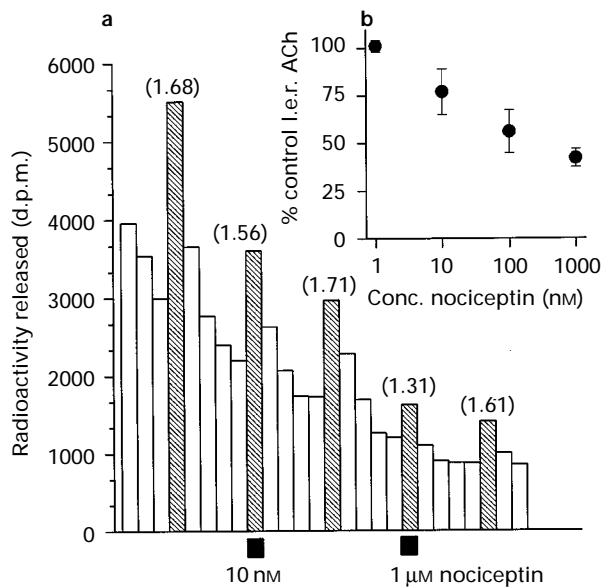 a
Radioactivity released (d.p.m.)
6000
5000
4000
3000
2000
1000
0
(1.68)
(1.56)
(1.71)
(1.31)
(1.61)
10 nM
1 µM nociceptin
b
% control l.e.r. ACh
100
75
50
25
0
1 10 100 1000
Conc. nociceptin (nM)